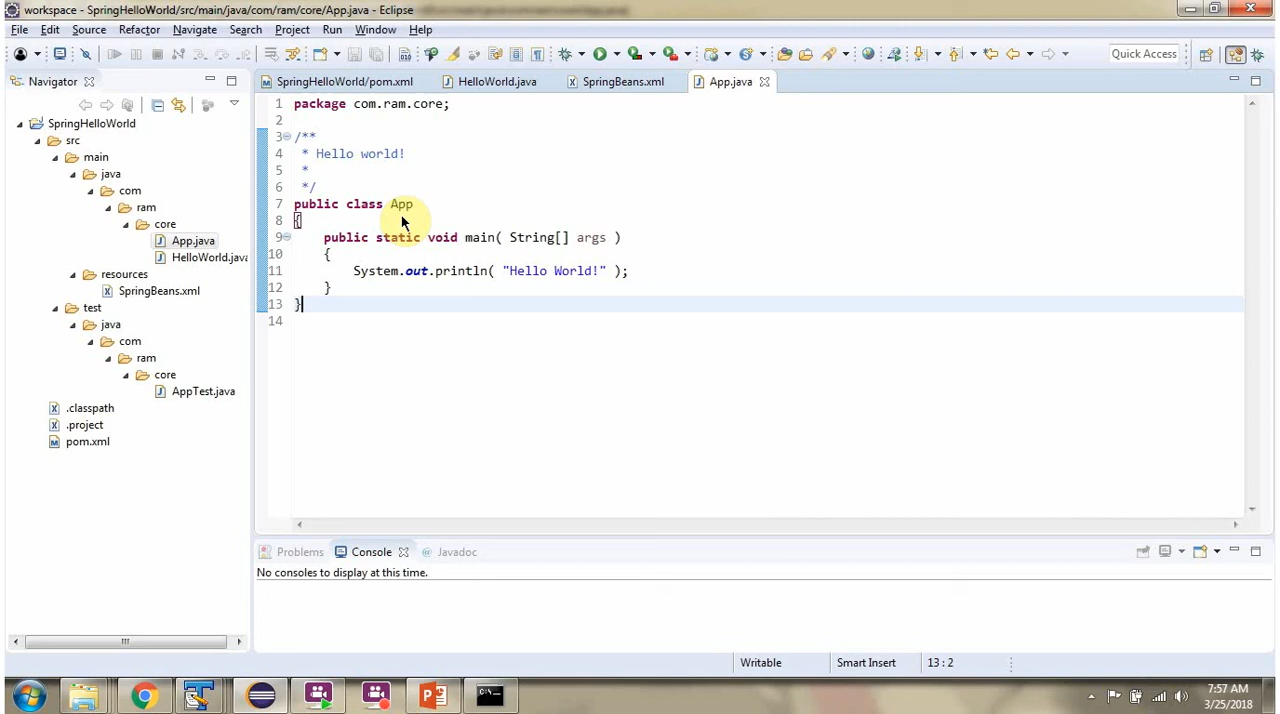 workspace - SpringHelloWorld/src/main/java/com/ram/core/App.java - Eclipse
File Edit Source Refactor Navigate Search Project Run Window Help
Quick Access
Navigator
SpringHelloWorld/pom.xml HelloWorld.java SpringBeans.xml App.java
SpringHelloWorld
src
main
java
com
ram
core
App.java
HelloWorld.java
resources
SpringBeans.xml
test
java
com
ram
core
AppTest.java
.classpath
.project
pom.xml
1 package com.ram.core;
2
3 /**
4 * Hello world!
5 *
6 */
7 public class App
8 {
9 public static void main( String[] args )
10 {
11 System.out.println( "Hello World!" );
12 }
13 }
14
Problems Console Javadoc
No consoles to display at this time.
Writable Smart Insert 13 : 2
7:57 AM
3/25/2018